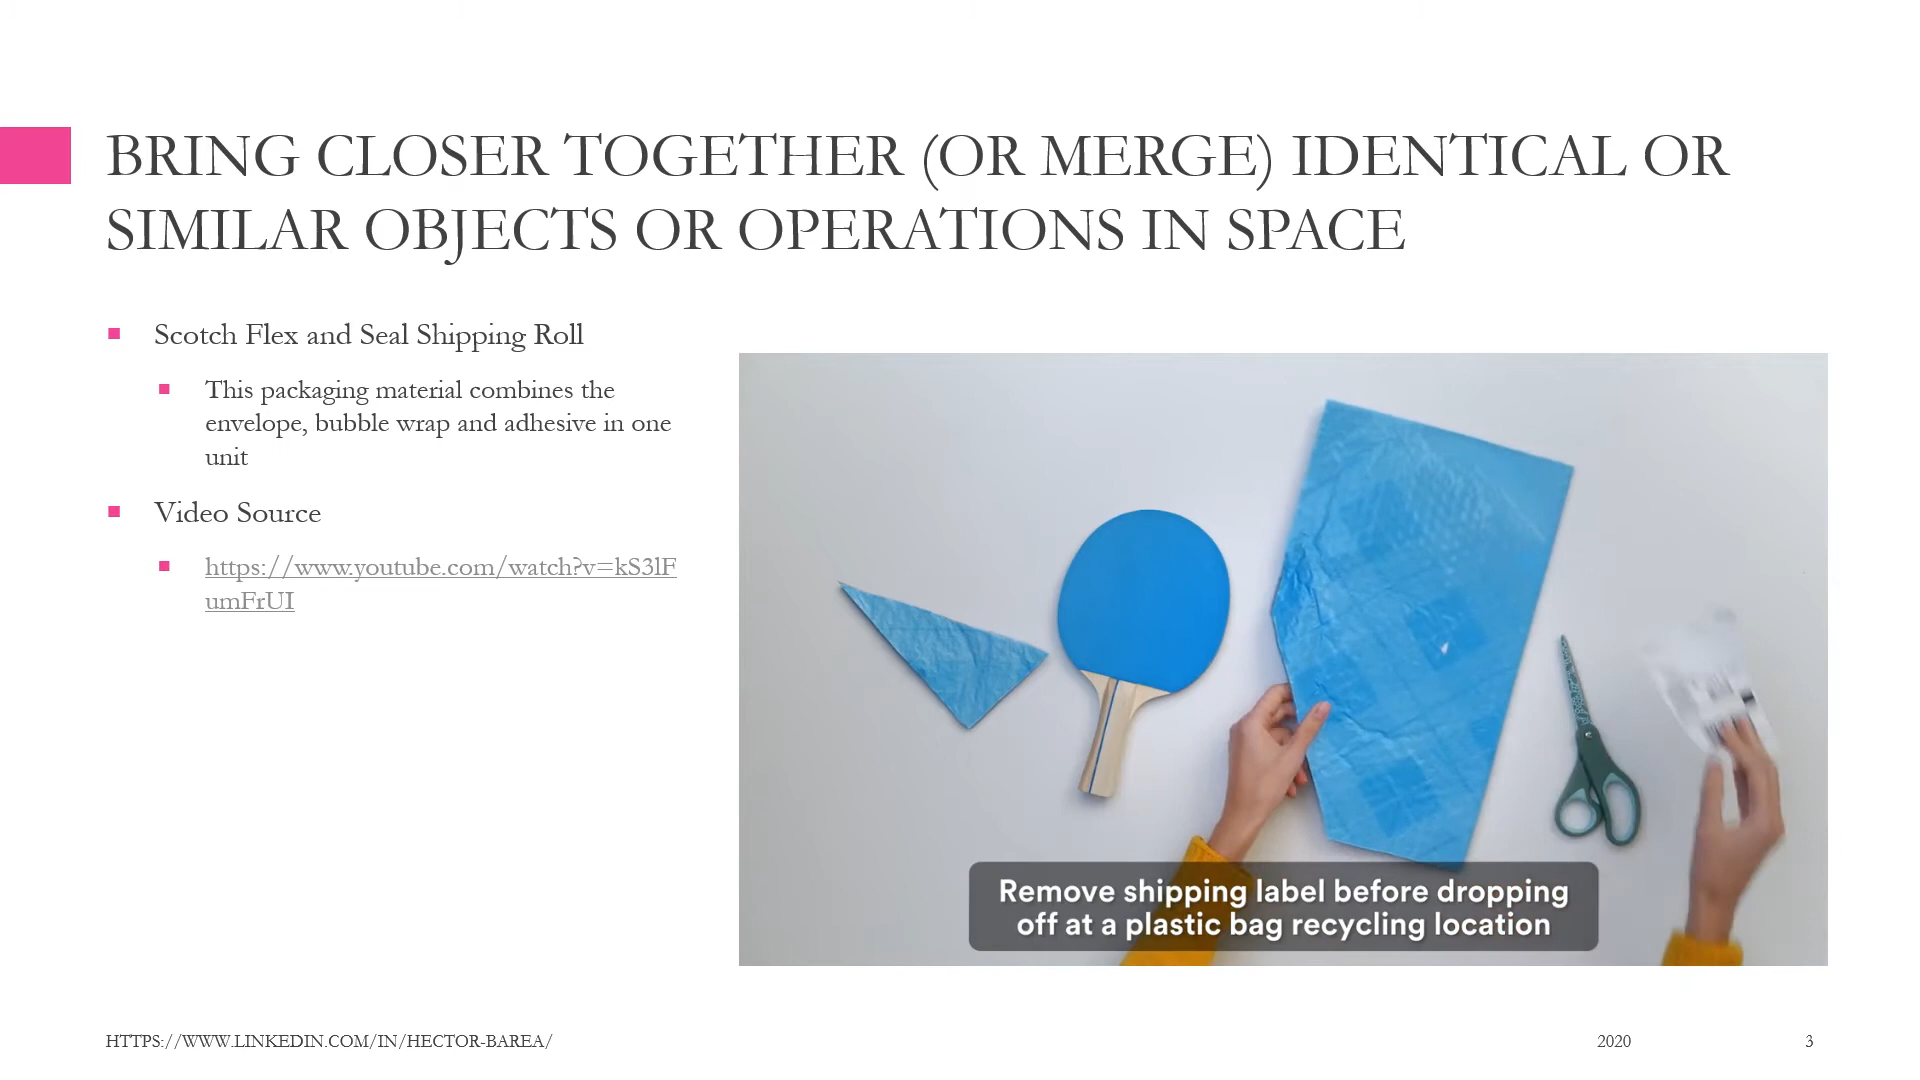 BRING CLOSER TOGETHER (OR MERGE) IDENTICAL OR
SIMILAR OBJECTS OR OPERATIONS IN SPACE
Scotch Flex and Seal Shipping Roll
This packaging material combines the
envelope, bubble wrap and adhesive in one
unit
Video Source
https://www.youtube.com/watch?v=kS3lF
umFrUI
Remove shipping label before dropping
off at a plastic bag recycling location
HTTPS://WWW.LINKEDIN.COM/IN/HECTOR-BAREA/
2020
3